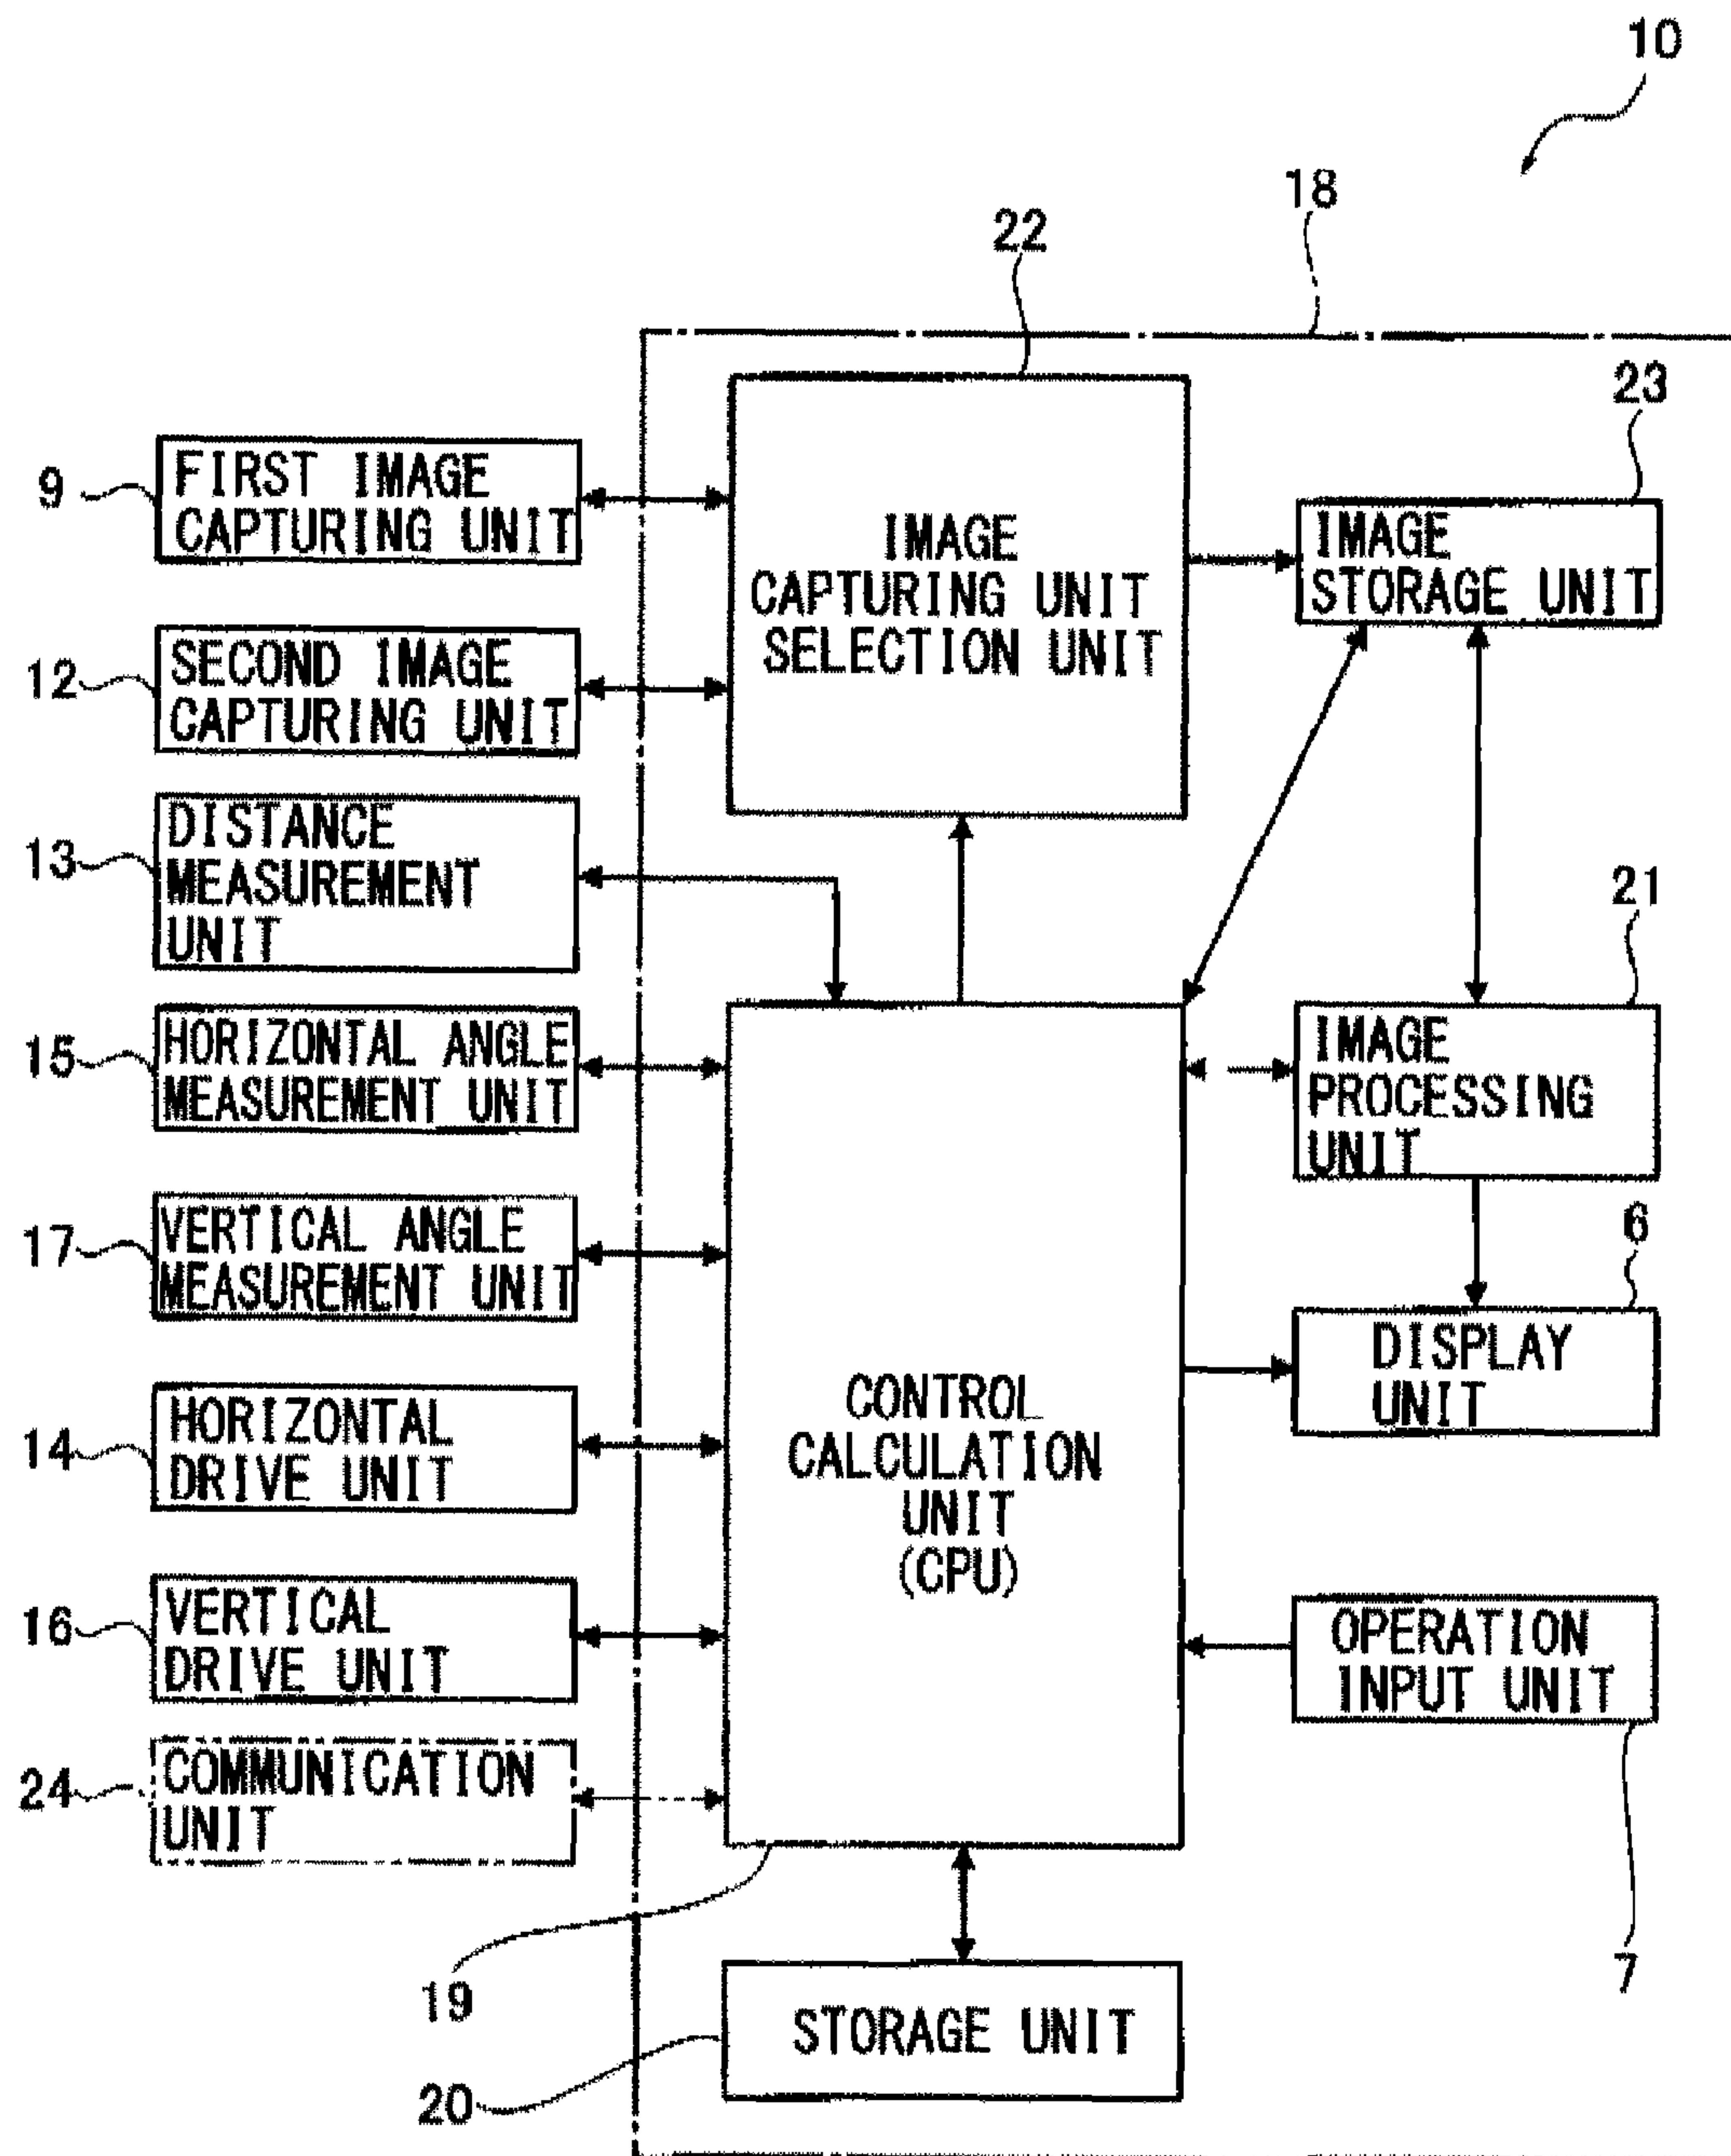 10
18
22
23
9
FIRST IMAGE
CAPTURING UNIT
IMAGE
CAPTURING UNIT
SELECTION UNIT
IMAGE
STORAGE UNIT
12
SECOND IMAGE
CAPTURING UNIT
13
DISTANCE
MEASUREMENT
UNIT
21
15
HORIZONTAL ANGLE
MEASUREMENT UNIT
IMAGE
PROCESSING
UNIT
17
VERTICAL ANGLE
MEASUREMENT UNIT
6
DISPLAY
UNIT
14
HORIZONTAL
DRIVE UNIT
CONTROL
CALCULATION
UNIT
(CPU)
16
VERTICAL
DRIVE UNIT
OPERATION
INPUT UNIT
24
COMMUNICATION
UNIT
7
19
STORAGE UNIT
20